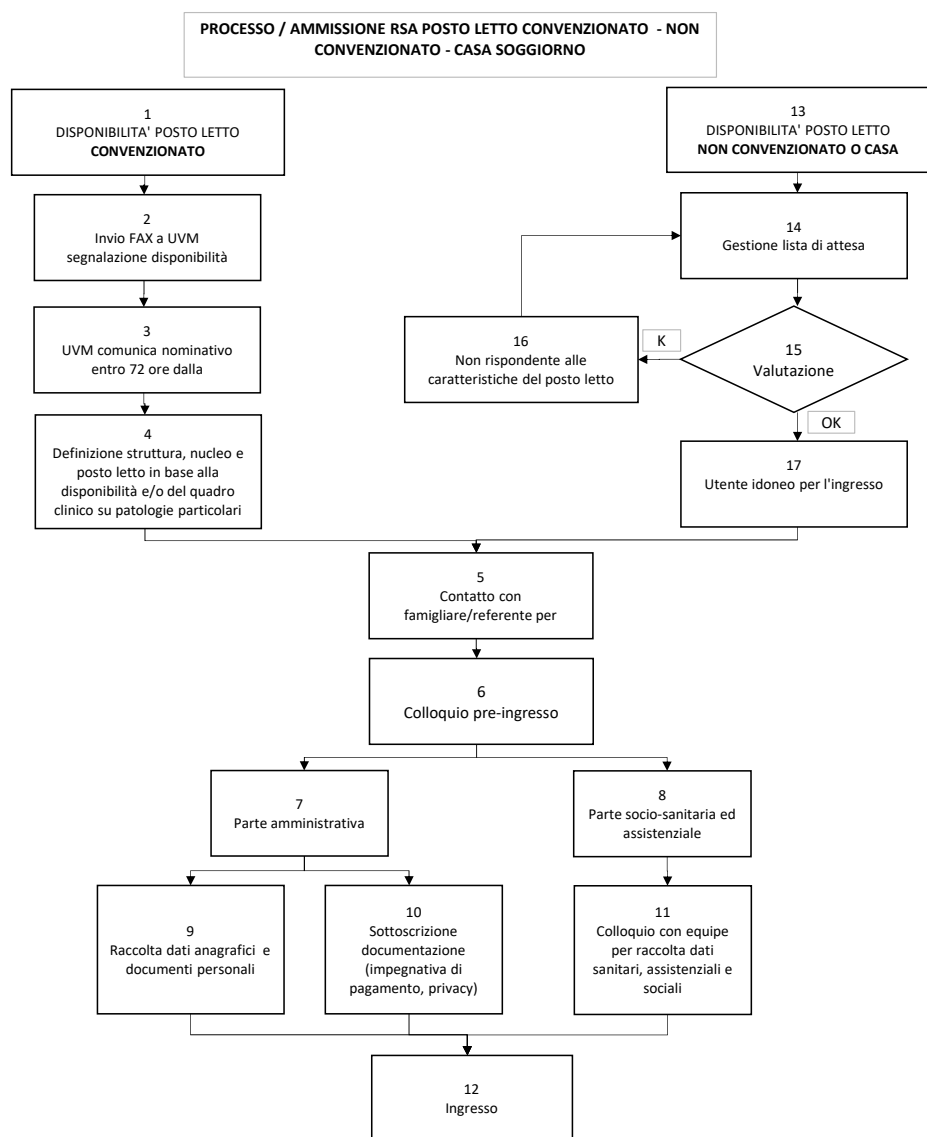 PROCESSO / AMMISSIONE RSA POSTO LETTO CONVENZIONATO - NON
CONVENZIONATO - CASA SOGGIORNO
1
DISPONIBILITA' POSTO LETTO
CONVENZIONATO
2
Invio FAX a UVM
segnalazione disponibilità
3
UVM comunica nominativo
entro 72 ore dalla
4
Definizione struttura, nucleo e
posto letto in base alla
disponibilità e/o del quadro
clinico su patologie particolari
13
DISPONIBILITA' POSTO LETTO
NON CONVENZIONATO O CASA
14
Gestione lista di attesa
15
Valutazione
K
16
Non rispondente alle
caratteristiche del posto letto
OK
17
Utente idoneo per l'ingresso
5
Contatto con
famigliare/referente per
6
Colloquio pre-ingresso
7
Parte amministrativa
8
Parte socio-sanitaria ed
assistenziale
9
Raccolta dati anagrafici e
documenti personali
10
Sottoscrizione
documentazione
(impegnativa di
pagamento, privacy)
11
Colloquio con equipe
per raccolta dati
sanitari, assistenziali e
sociali
12
Ingresso